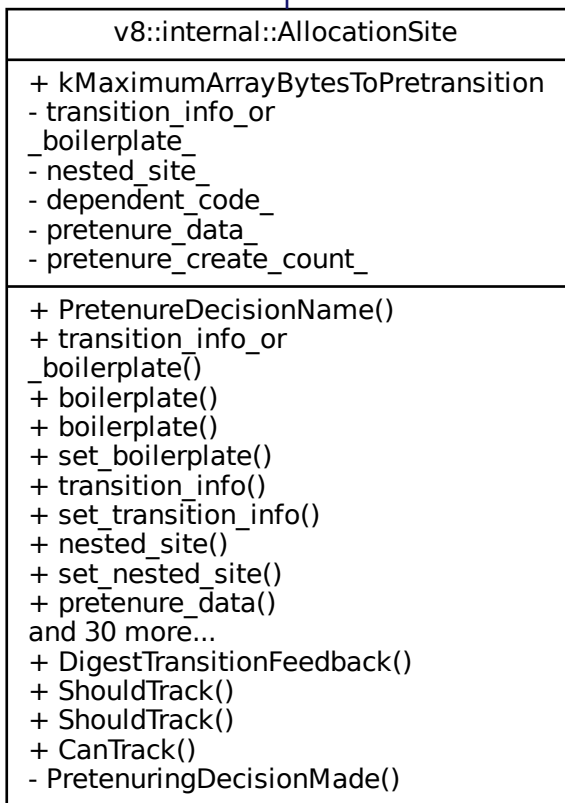 v8::internal::AllocationSite
+ kMaximumArrayBytesToPretransition
- transition_info_or
_boilerplate_
- nested_site_
- dependent_code_
- pretenure_data_
- pretenure_create_count_
+ PretenureDecisionName()
+ transition_info_or
_boilerplate()
+ boilerplate()
+ boilerplate()
+ set_boilerplate()
+ transition_info()
+ set_transition_info()
+ nested_site()
+ set_nested_site()
+ pretenure_data()
and 30 more...
+ DigestTransitionFeedback()
+ ShouldTrack()
+ ShouldTrack()
+ CanTrack()
- PretenuringDecisionMade()